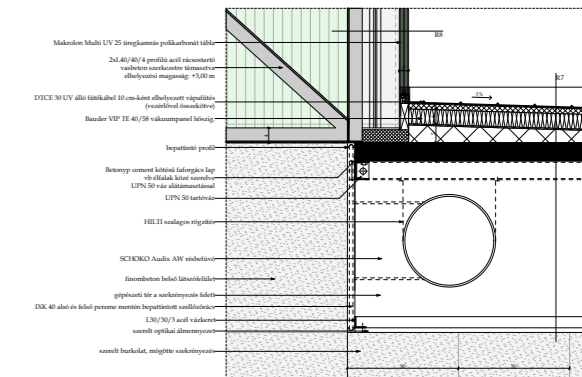 Makrolon Multi UV 25 üregkamrás polikarbonát tábla
R8
2xL40/40/4 profilú acél rácsostartó
vasbeton szerkezetre támasztva
elhelyezési magasság: +3,00 m
R7
DTCE 30 UV álló fűtőkábel 10 cm-ként elhelyezett vápafűtés
(vezérlővel összekötve)
Bauder VIP TE 40/58 vákuumpanel hőszig.
bepattintó profil
Betonyp cement kötésű faforgács lap
vb élfalak közé szerelve
UPN 50 váz alátámasztással
UPN 50 tartóváz
HILTI szalagos rögzítés
SCHOKO Audix AW résbefúvó
finombeton belső látszófelület
gépészeti tér a szekrényezés felett
DíK 40 alsó és felső pereme mentén bepattintott szellőzőrács
L30/30/3 acél vázkeret
szerelt optikai álmennyezet
szerelt burkolat, mögötte szekrényezés